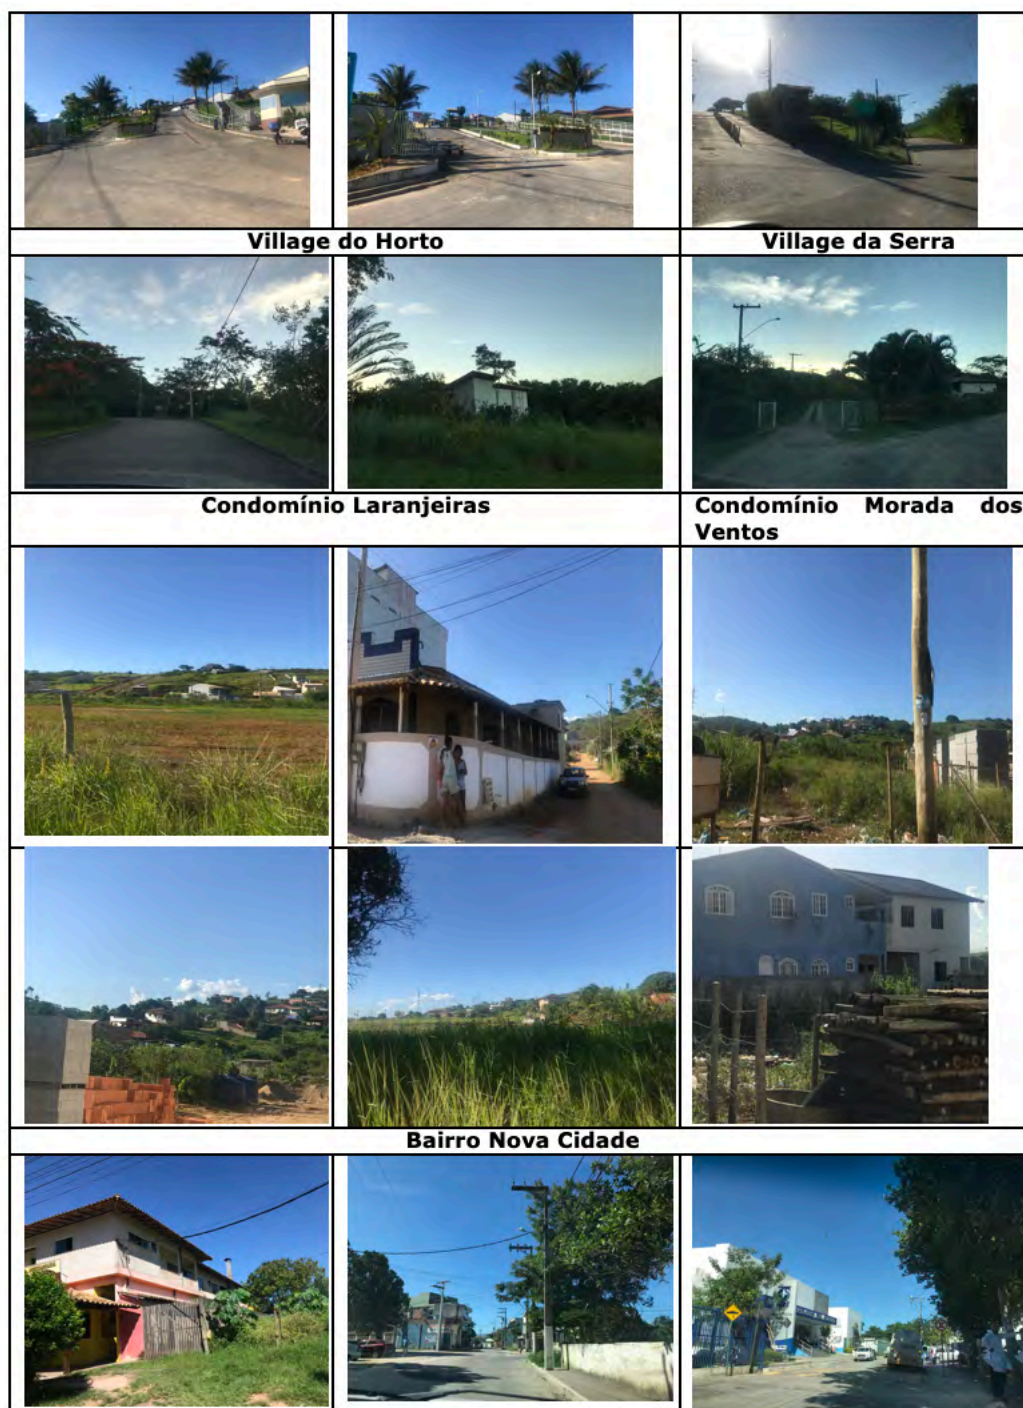 Village do Horto
Village da Serra
Condomínio Laranjeiras
Condomínio Morada dos
Ventos
Bairro Nova Cidade